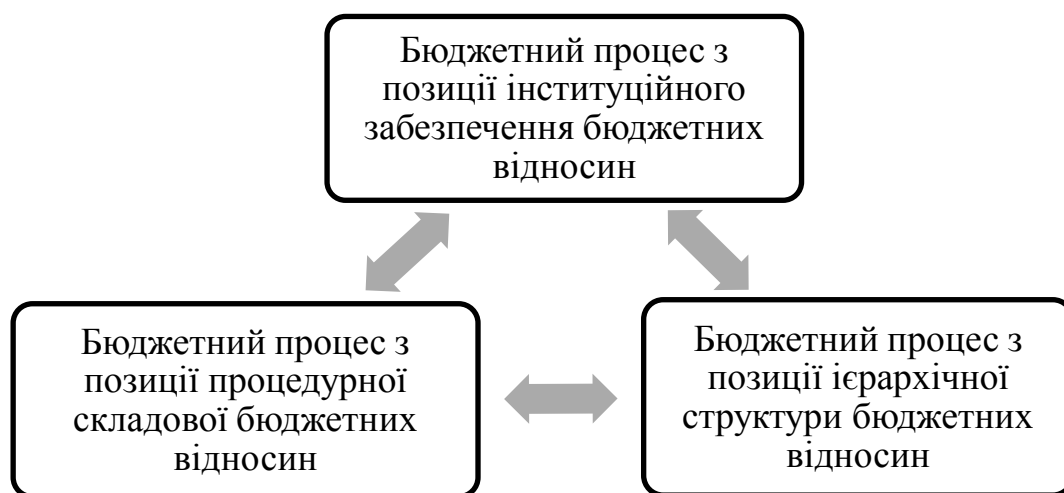 Бюджетний процес з
позиції інституційного
забезпечення бюджетних
відносин
Бюджетний процес з
позиції процедурної
складової бюджетних
відносин
Бюджетний процес з
позиції ієрархічної
структури бюджетних
відносин